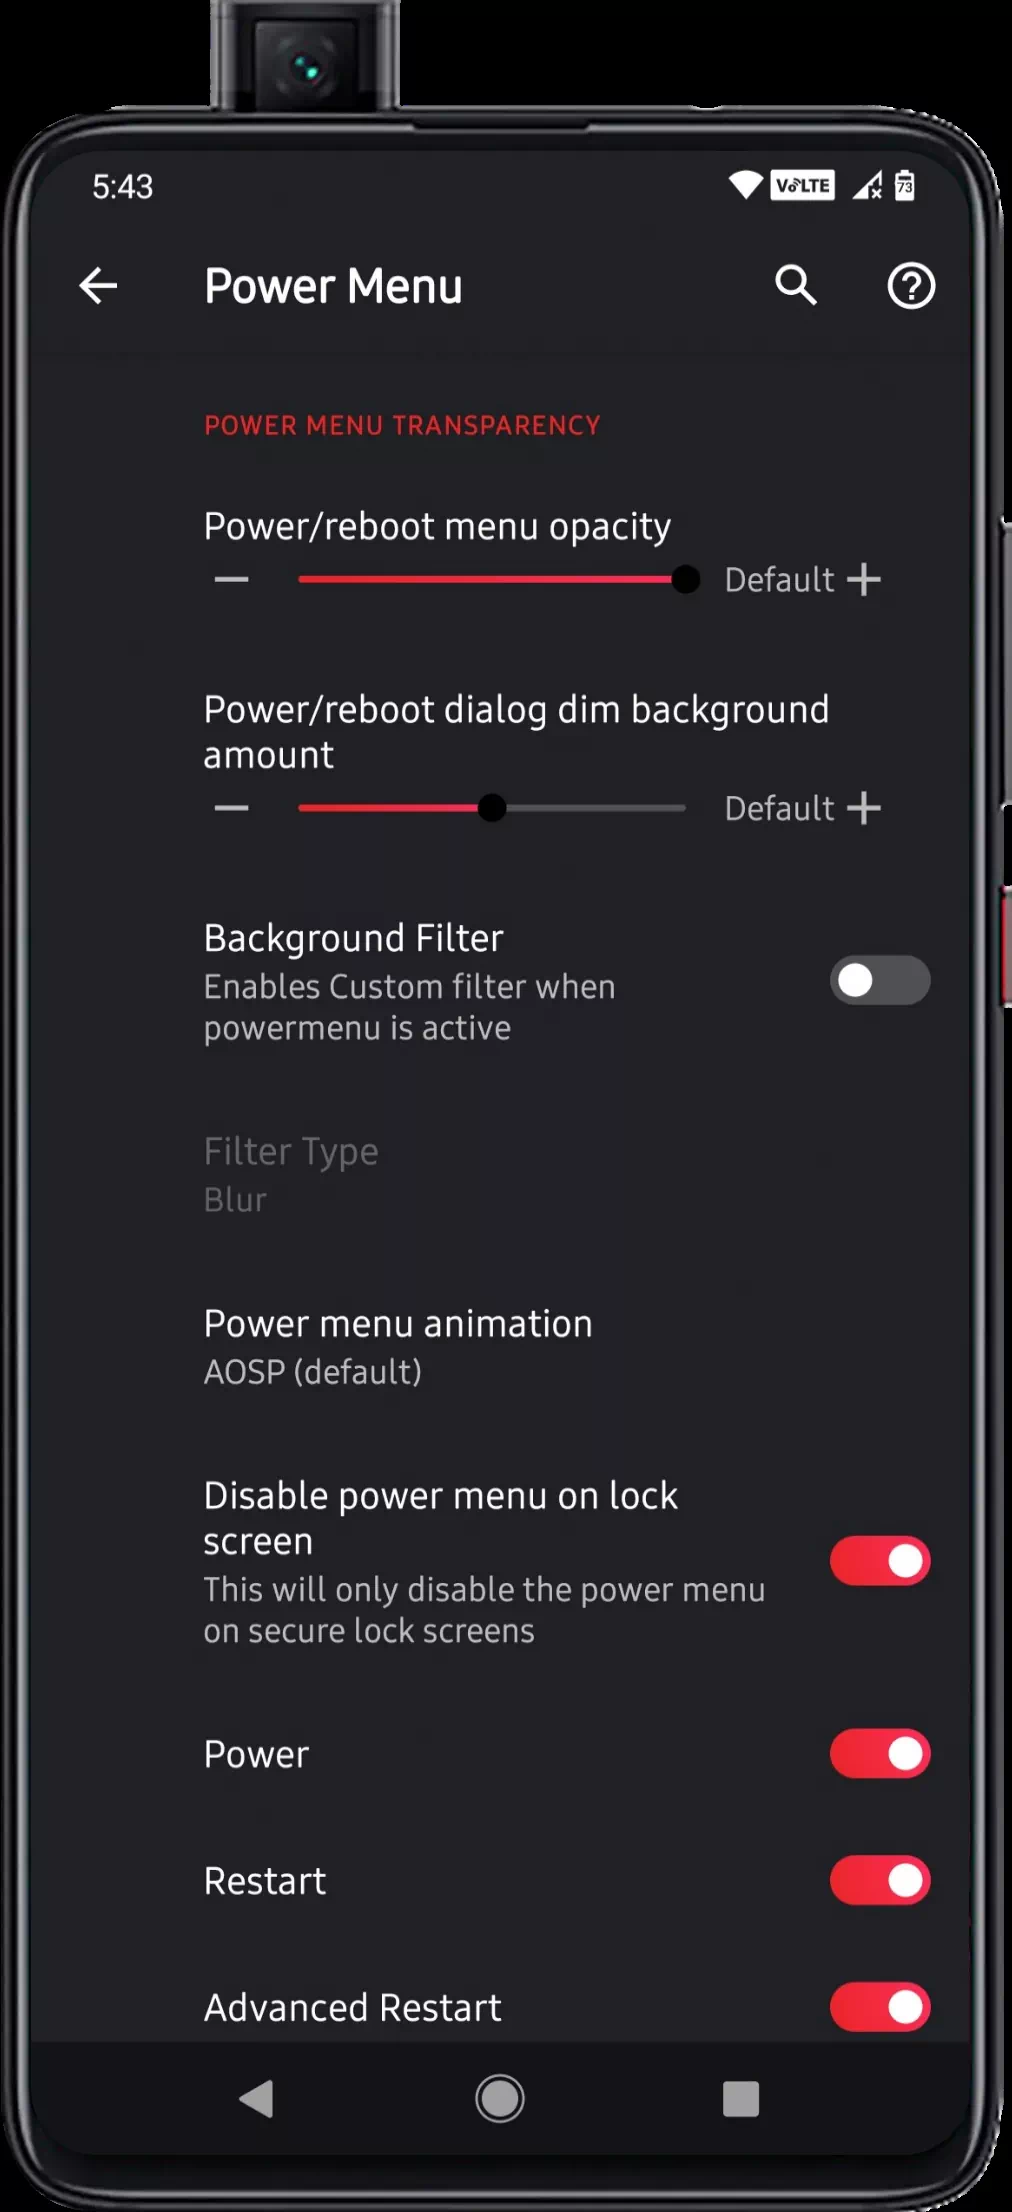 5:43
VoLTE
73
Power Menu
POWER MENU TRANSPARENCY
Power/reboot menu opacity
Default
Power/reboot dialog dim background
amount
Default
Background Filter
Enables Custom filter when
powermenu is active
Filter Type
Blur
Power menu animation
AOSP (default)
Disable power menu on lock
screen
This will only disable the power menu
on secure lock screens
Power
Restart
Advanced Restart